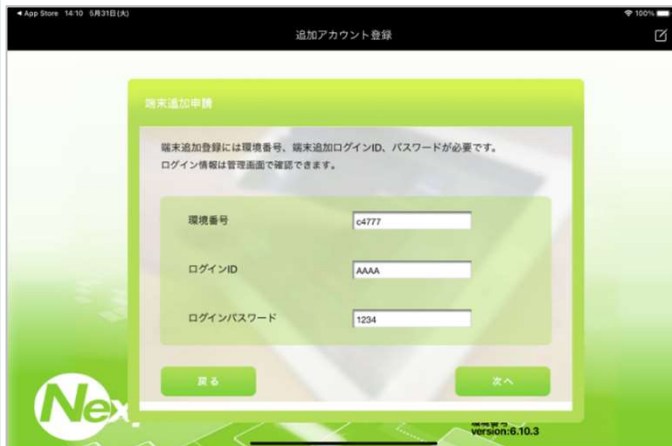 ◀ App Store 14:10 5月31日(火)
100%
追加アカウント登録
端末追加申請
端末追加登録には環境番号、端末追加ログインID、パスワードが必要です。
ログイン情報は管理画面で確認できます。
環境番号
c4777
ログインID
AAAA
ログインパスワード
1234
戻る
次へ
Nex
環境番号
version:6.10.3